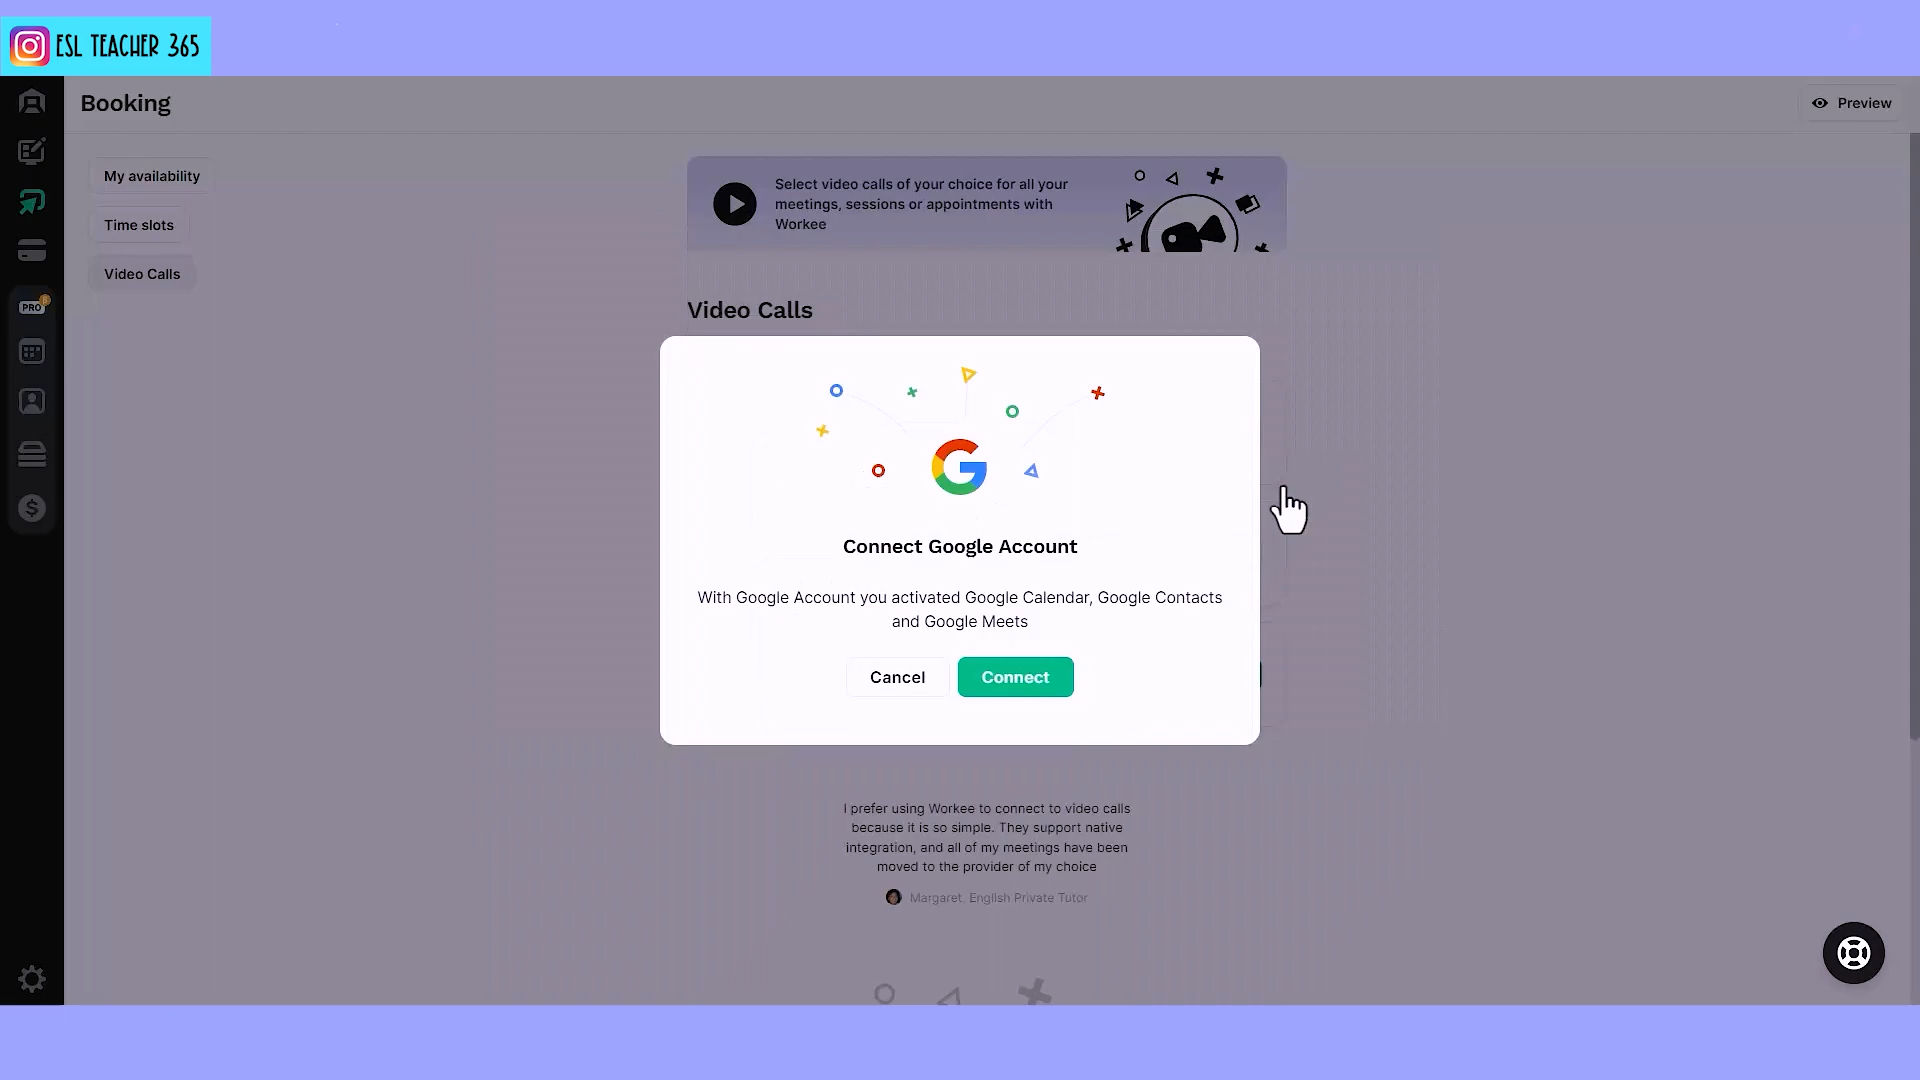 ESL TEACHER 365
Booking
Preview
My availability
Time slots
Video Calls
PRO
Select video calls of your choice for all your
meetings, sessions or appointments with
Workee
Video Calls
Connect Google Account
With Google Account you activated Google Calendar, Google Contacts
and Google Meets
Cancel
Connect
I prefer using Workee to connect to video calls
because it is so simple. They support native
integration, and all of my meetings have been
moved to the provider of my choice
Margaret, English Private Tutor